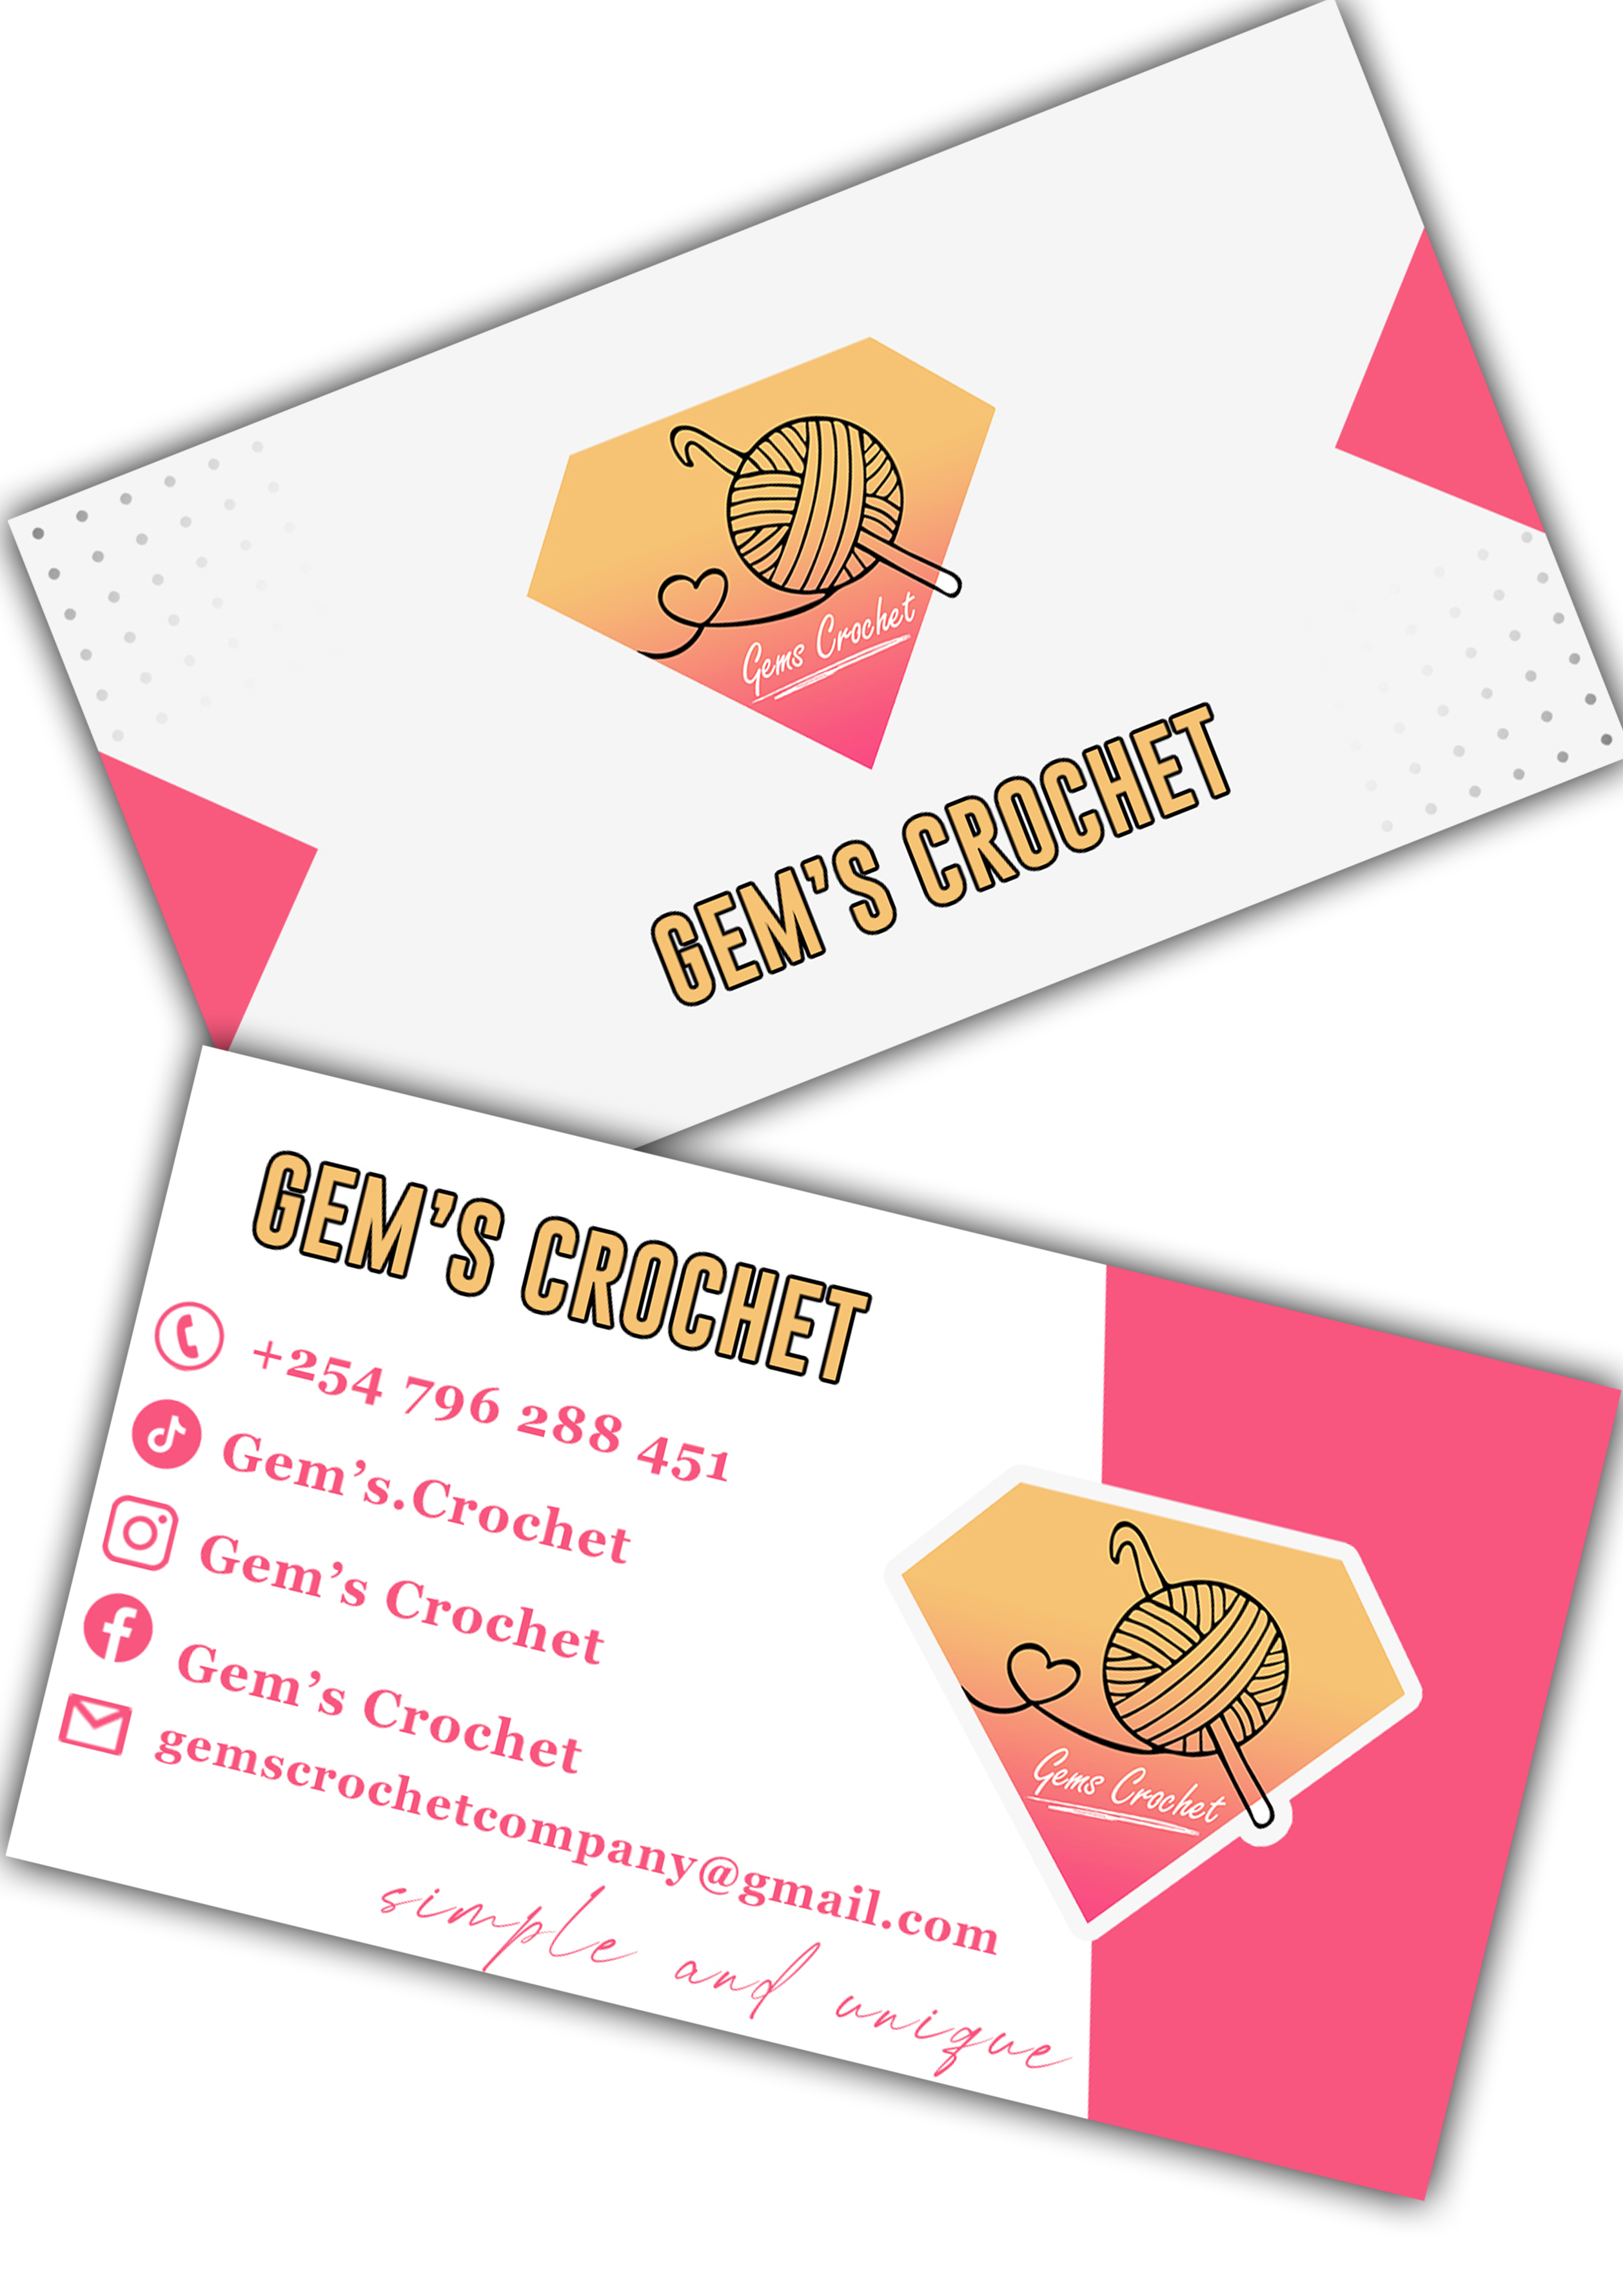 Gems Crochet
GEM’S CROCHET
GEM’S CROCHET
+254 796 288 451
Gem’s.Crochet
Gem’s Crochet
Gem’s Crochet
gemscrochetcompany@gmail.com
simple and unique
Gems Crochet